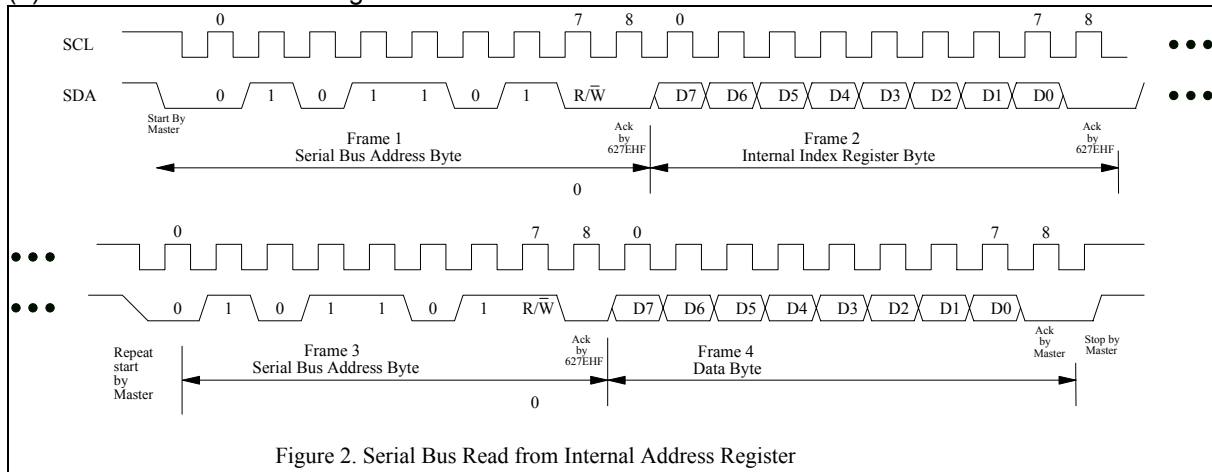 0 7 8 0 7 8
SCL
SDA 0 1 0 1 1 0 1 R/W̅ D7 D6 D5 D4 D3 D2 D1 D0
Start By
Master
Frame 1
Serial Bus Address Byte
Ack
by
627EHF
Frame 2
Internal Index Register Byte
Ack
by
627EHF
0
0 7 8 0 7 8
0 1 0 1 1 0 1 R/W̅ D7 D6 D5 D4 D3 D2 D1 D0
Repeat
start
by
Master
Frame 3
Serial Bus Address Byte
Ack
by
627EHF
Frame 4
Data Byte
Ack
by
Master
Stop by
Master
0
Figure 2. Serial Bus Read from Internal Address Register